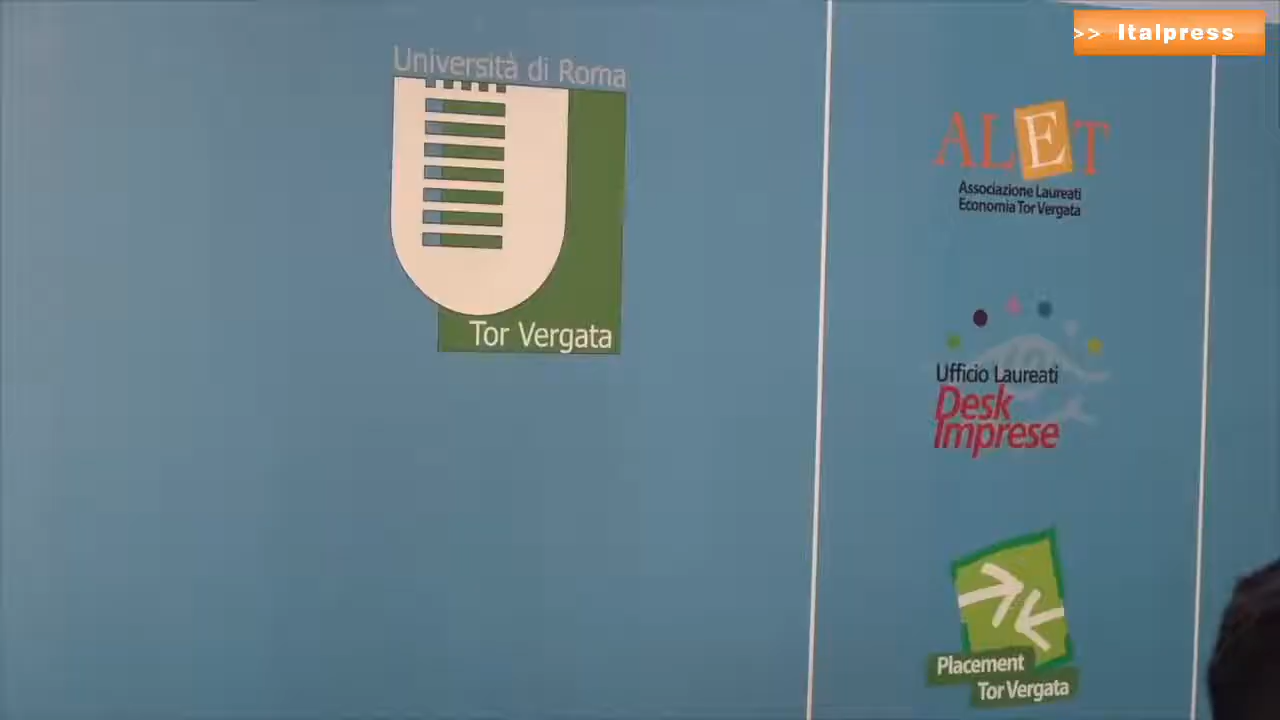 >> Italpress
Università di Roma
Tor Vergata
ALET
Associazione Laureati
Economia Tor Vergata
Ufficio Laureati
Desk
Imprese
Placement
Tor Vergata